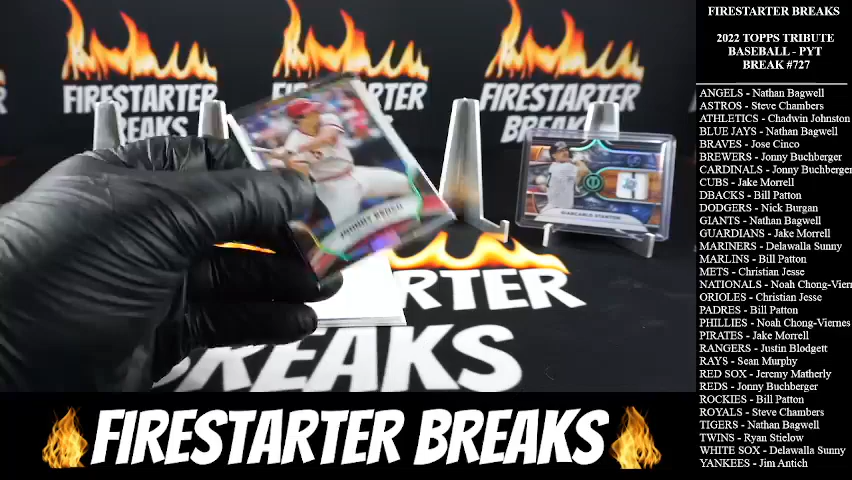 FIRESTARTER
BREAKS
FIRESTARTER
BREAKS
JOHNNY BENCH
GIANCARLO STANTON
BREAKS
FIRESTARTER BREAKS
FIRESTARTER BREAKS
2022 TOPPS TRIBUTE
BASEBALL - PYT
BREAK #727
ANGELS - Nathan Bagwell
ASTROS - Steve Chambers
ATHLETICS - Chadwin Johnston
BLUE JAYS - Nathan Bagwell
BRAVES - Jose Cinco
BREWERS - Jonny Buchberger
CARDINALS - Jonny Buchberger
CUBS - Jake Morrell
DBACKS - Bill Patton
DODGERS - Nick Burgan
GIANTS - Nathan Bagwell
GUARDIANS - Jake Morrell
MARINERS - Delawalla Sunny
MARLINS - Bill Patton
METS - Christian Jesse
NATIONALS - Noah Chong-Viern
ORIOLES - Christian Jesse
PADRES - Bill Patton
PHILLIES - Noah Chong-Viernes
PIRATES - Jake Morrell
RANGERS - Justin Blodgett
RAYS - Sean Murphy
RED SOX - Jeremy Matherly
REDS - Jonny Buchberger
ROCKIES - Bill Patton
ROYALS - Steve Chambers
TIGERS - Nathan Bagwell
TWINS - Ryan Stielow
WHITE SOX - Delawalla Sunny
YANKEES - Jim Antich